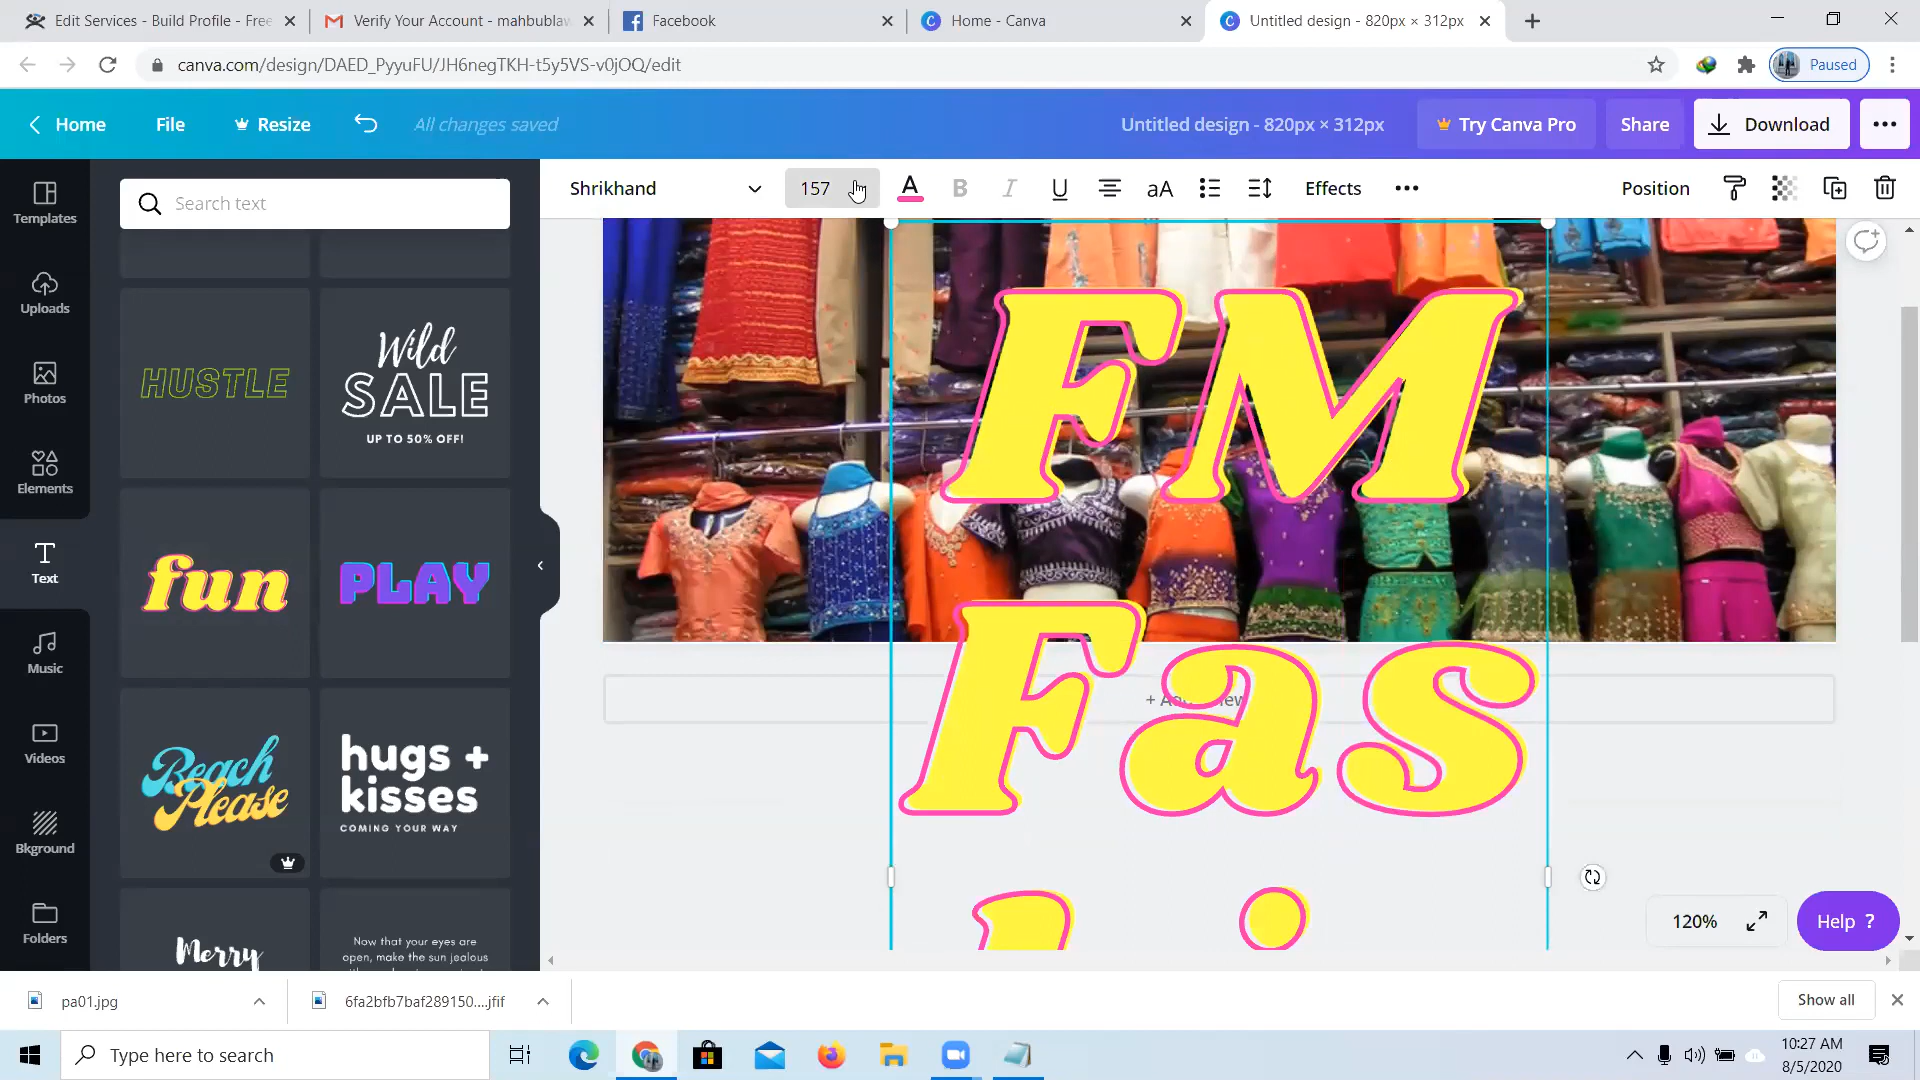 Edit Services - Build Profile - Free
Verify Your Account - mahbublaw
Facebook
Home - Canva
Untitled design - 820px × 312px
canva.com/design/DAED_PyyuFU/JH6negTKH-t5y5VS-v0jOQ/edit
Paused
Home
File
Resize
All changes saved
Untitled design - 820px × 312px
Try Canva Pro
Share
Download
Templates
Uploads
Photos
Elements
Text
Music
Videos
Bkground
Folders
Search text
Shrikhand
157
A
B
I
U
aA
Effects
Position
HUSTLE
Wild
SALE
UP TO 50% OFF!
fun
PLAY
Beach
Please
hugs +
kisses
COMING YOUR WAY
Merry
Now that your eyes are
open, make the sun jealous
FM
Fas
120%
Help ?
pa01.jpg
6fa2bfb7baf289150....jfif
Show all
Type here to search
10:27 AM
8/5/2020